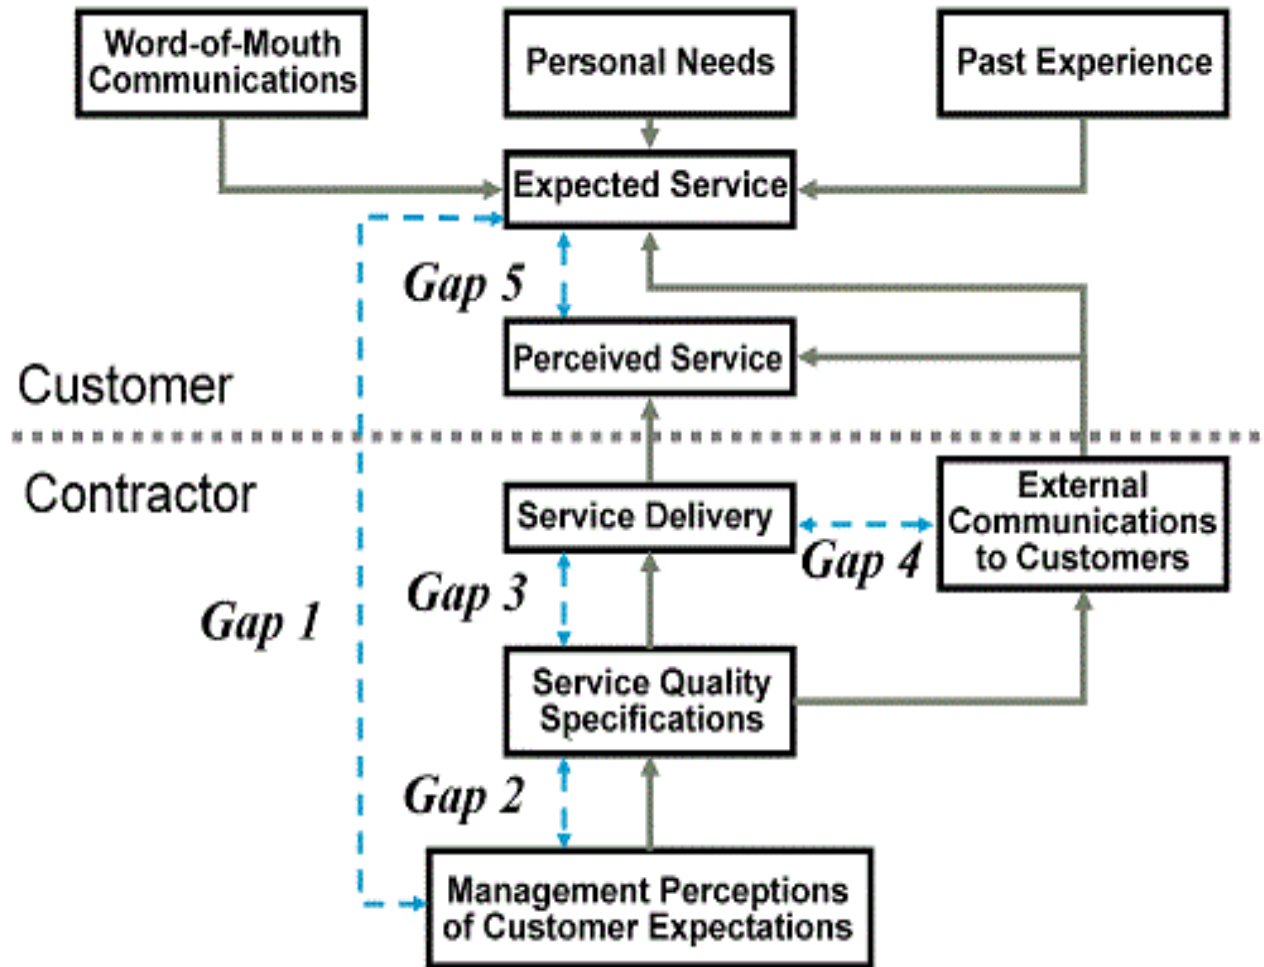 Word-of-Mouth
Communications
Personal Needs
Past Experience
Expected Service
Gap 5
Perceived Service
Customer
Contractor
Service Delivery
External
Communications
to Customers
Gap 4
Gap 3
Gap 1
Service Quality
Specifications
Gap 2
Management Perceptions
of Customer Expectations